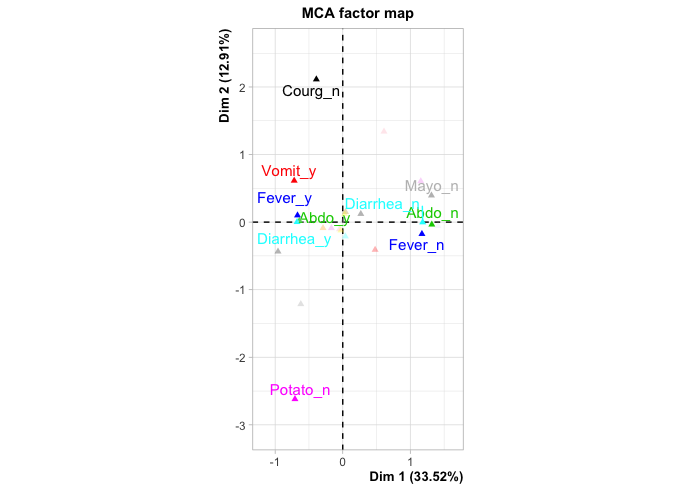 MCA factor map
Dim 2 (12.91%)
2
1
0
-1
-2
-3
Courg_n
Vomit_y
Fever_y
Mayo_n
Diarrhea_n
Abdo_y
Abdo_n
Diarrhea_y
Fever_n
Potato_n
-1
0
1
Dim 1 (33.52%)